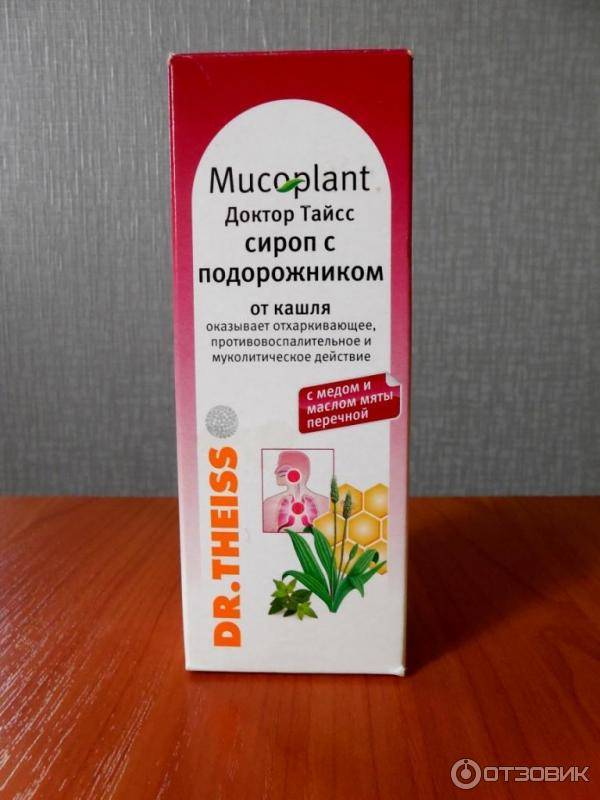 Mucoplant
Доктор Тайсс
сироп с
подорожником
от кашля
оказывает отхаркивающее,
противовоспалительное и
муколитическое действие
с медом и
маслом мяты
перечной
DR.THEISS
ОТЗОВИК